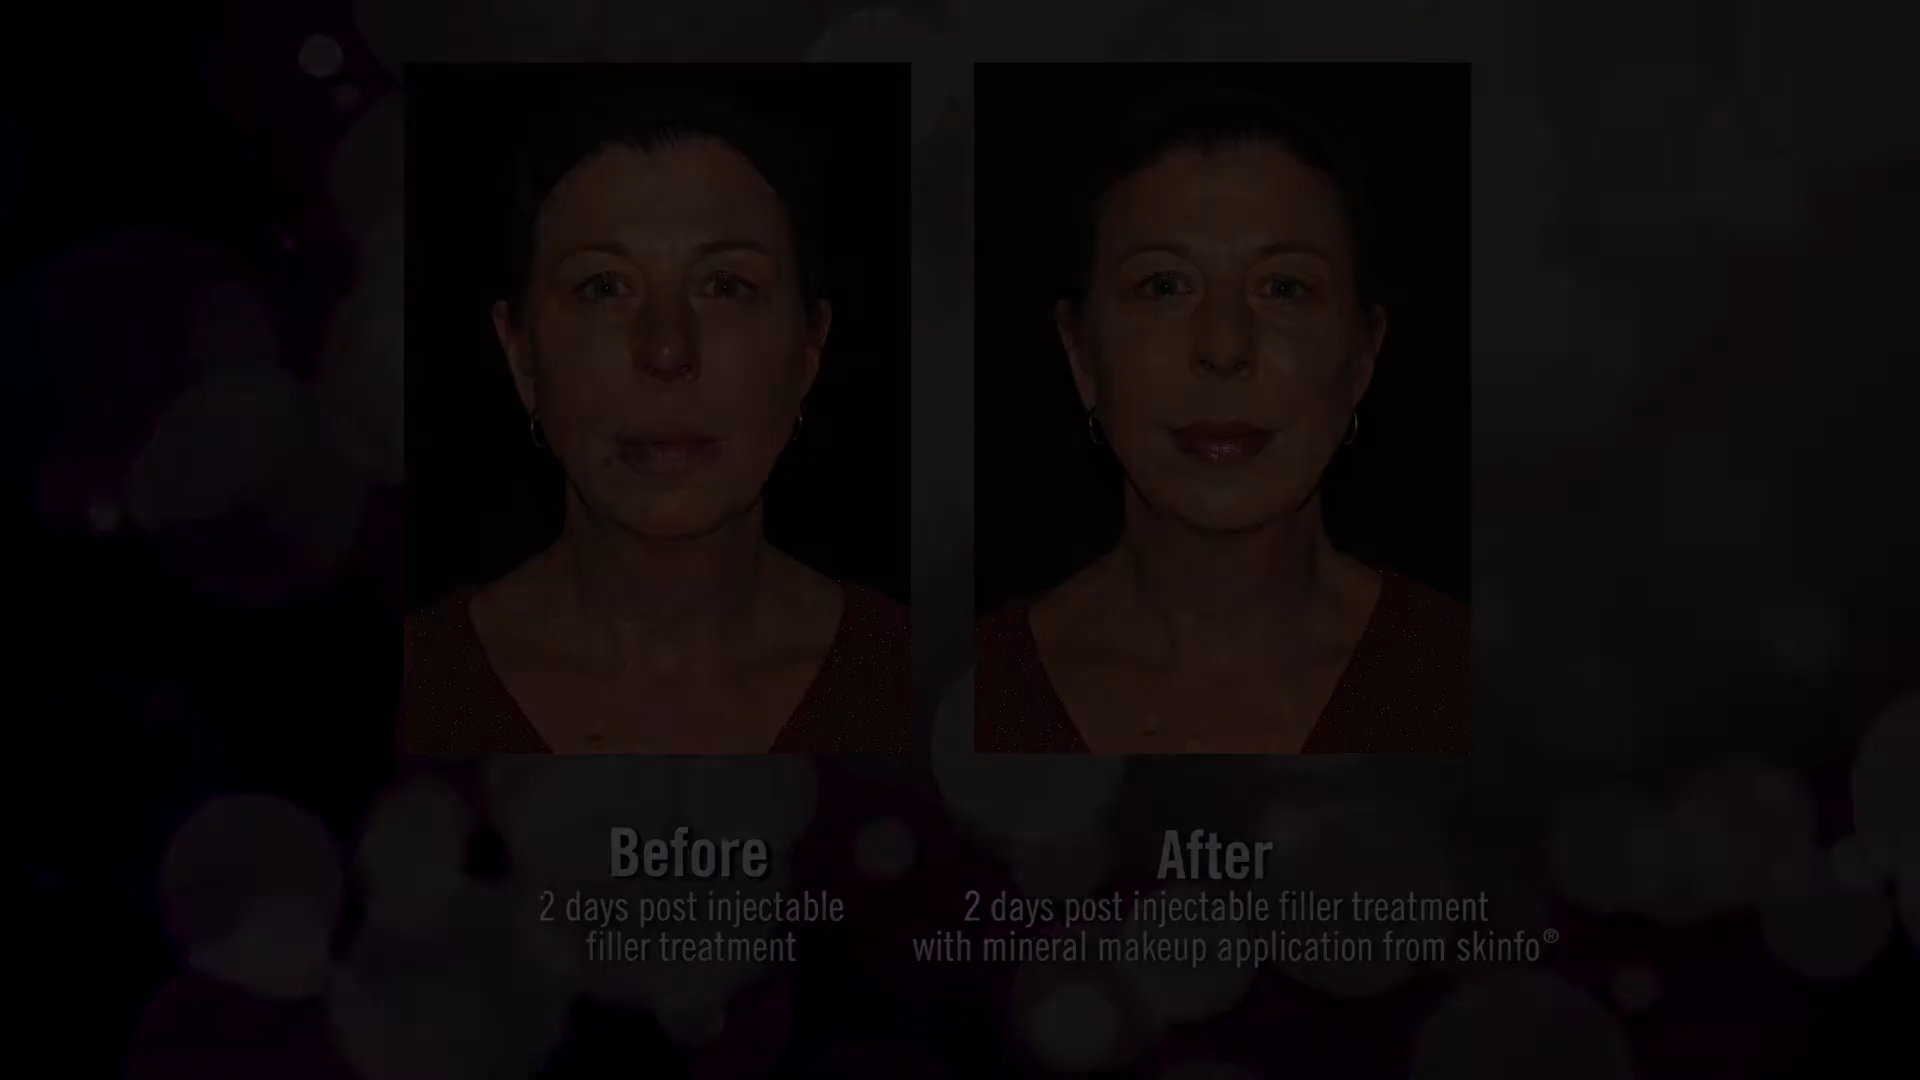 Before
2 days post injectable
filler treatment
After
2 days post injectable filler treatment
with mineral makeup application from skinfo®